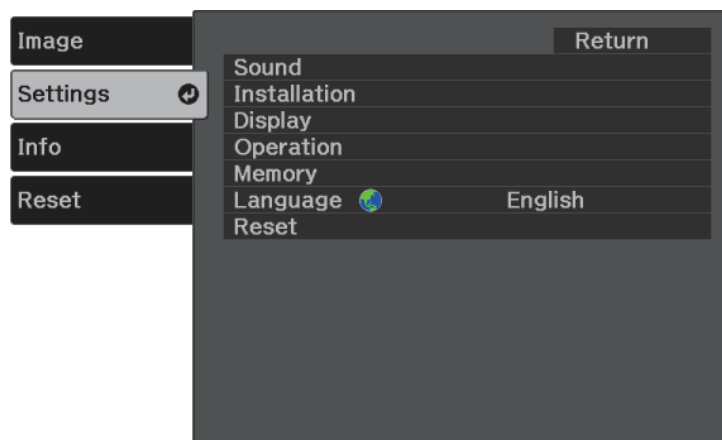 Image
Settings
Info
Reset
Return
Sound
Installation
Display
Operation
Memory
Language English
Reset